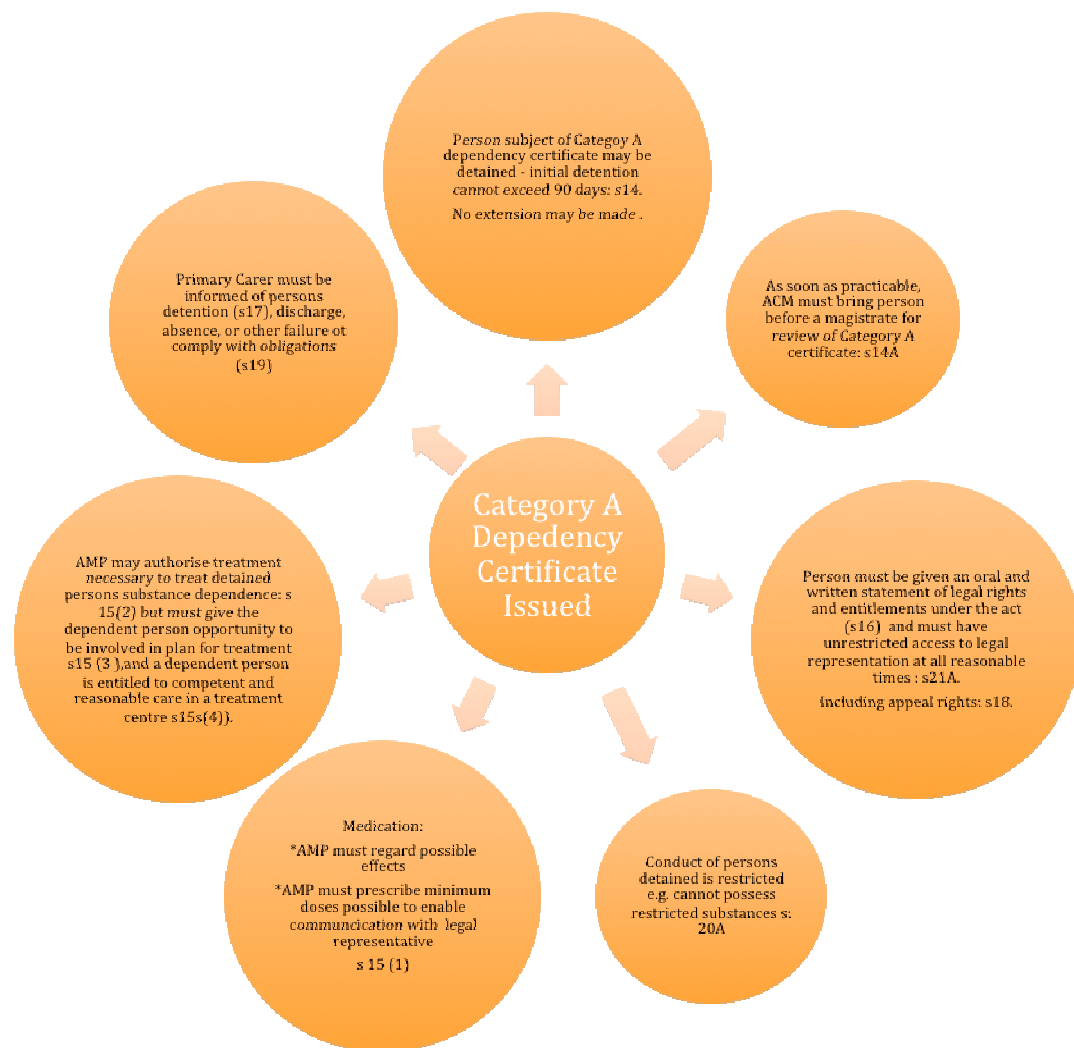 Person subject of Categoy A
dependency certificate may be
detained - initial detention
cannot exceed 90 days: s14.
No extension may be made .
As soon as practicable,
ACM must bring person
before a magistrate for
review of Category A
certificate: s14A
Person must be given an oral and
written statement of legal rights
and entitlements under the act
(s16) and must have
unrestricted access to legal
representation at all reasonable
times : s21A.
including appeal rights: s18.
Conduct of persons
detained is restricted
e.g. cannot possess
restricted substances s:
20A
Medication:
*AMP must regard possible
effects
*AMP must prescribe minimum
doses possible to enable
communcication with legal
representative
s 15 (1)
AMP may authorise treatment
necessary to treat detained
persons substance dependence: s
15(2) but must give the
dependent person opportunity to
be involved in plan for treatment
s15 (3 ),and a dependent person
is entitled to competent and
reasonable care in a treatment
centre s15s(4)}.
Primary Carer must be
informed of persons
detention (s17), discharge,
absence, or other failure ot
comply with obligations
(s19)
Category A
Depedency
Certificate
Issued